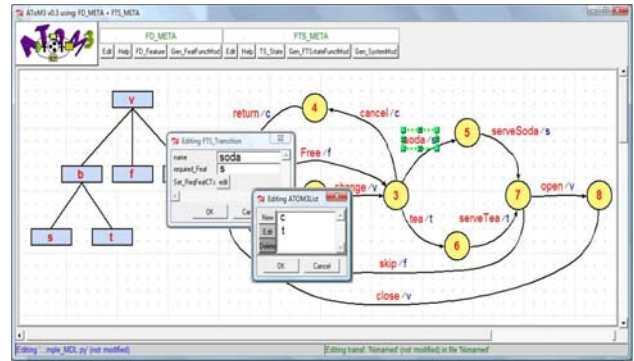 AToM3 v0.3 using: FD_META + FTS_META
FD_META
FTS_META
Edit Help FD_Feature Gen_FeatFunctMod Edit Help TS_State Gen_FTSstateFunctMod Gen_SystemMod
AToM3
v
b
f
s
t
return/c
4
cancel/c
soda/s
5
serveSoda/s
Free/f
change/v
3
7
open/v
8
tea/t
serveTea/t
6
skip/f
close/v
Editing FTS_Transition
name soda
required_Feat s
Set_ReqFeatCTs edit
OK
Editing ATOM3List
New c
Edit t
Delete
OK Cancel
Editing '...mple_MDL.py' (not modified)
Editing transf. 'Nonamed' (not modified) in file 'Nonamed'